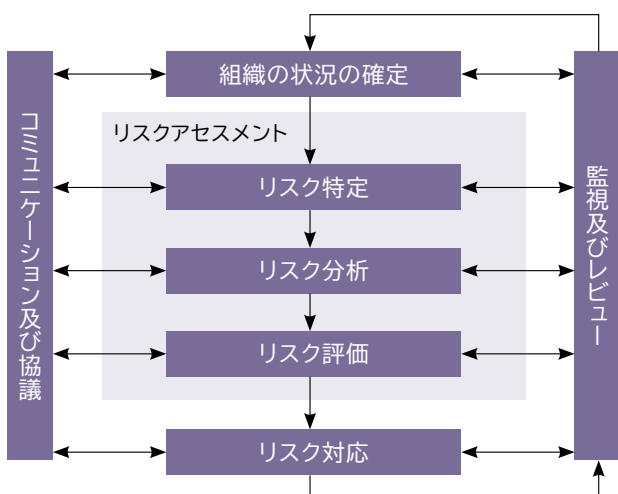 組織の状況の確定
コミュニケーション及び協議
リスクアセスメント
リスク特定
リスク分析
リスク評価
リスク対応
監視及びレビュー